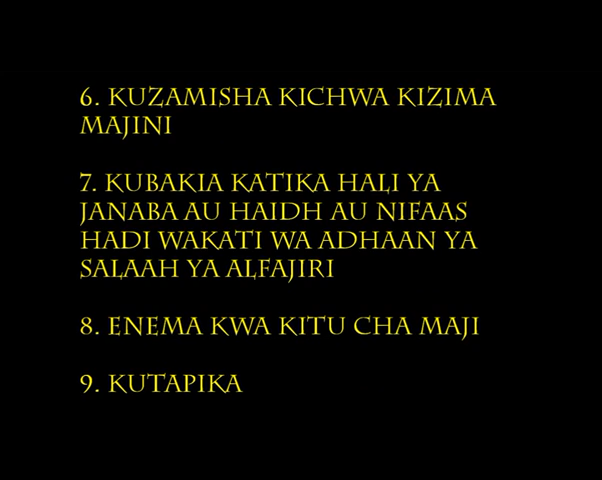 6. KUZAMISHA KICHWA KIZIMA
MAJINI
7. KUBAKIA KATIKA HALI YA
JANABA AU HAIDH AU NIFAAS
HADI WAKATI WA ADHAAN YA
SALAAH YA ALFAJIRI
8. ENEMA KWA KITU CHA MAJI
9. KUTAPIKA